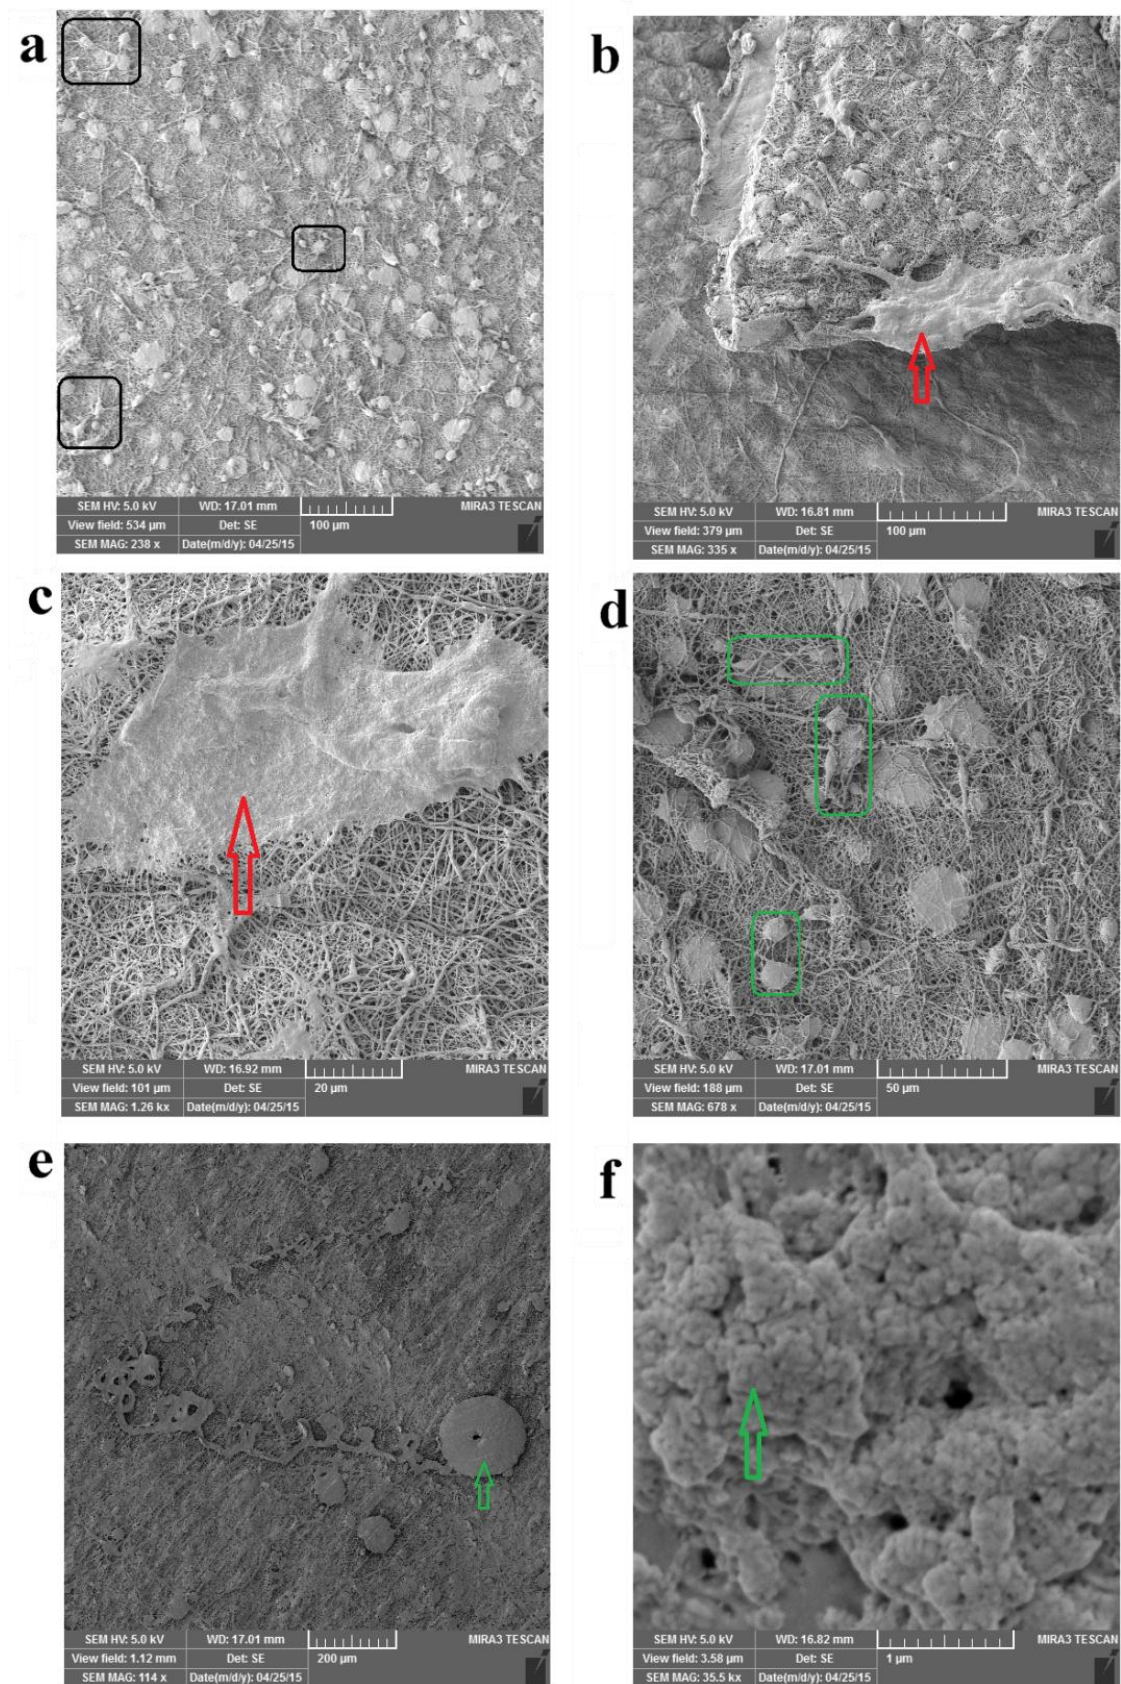 a
SEM HV: 5.0 kV WD: 17.01 mm MIRA3 TESCAN
View field: 534 µm Det: SE 100 µm
SEM MAG: 238 x Date(m/d/y): 04/25/15
b
SEM HV: 5.0 kV WD: 16.81 mm MIRA3 TESCAN
View field: 379 µm Det: SE 100 µm
SEM MAG: 335 x Date(m/d/y): 04/25/15
c
SEM HV: 5.0 kV WD: 16.92 mm MIRA3 TESCAN
View field: 101 µm Det: SE 20 µm
SEM MAG: 1.26 kx Date(m/d/y): 04/25/15
d
SEM HV: 5.0 kV WD: 17.01 mm MIRA3 TESCAN
View field: 188 µm Det: SE 50 µm
SEM MAG: 678 x Date(m/d/y): 04/25/15
e
SEM HV: 5.0 kV WD: 17.01 mm MIRA3 TESCAN
View field: 1.12 mm Det: SE 200 µm
SEM MAG: 114 x Date(m/d/y): 04/25/15
f
SEM HV: 5.0 kV WD: 16.82 mm MIRA3 TESCAN
View field: 3.58 µm Det: SE 1 µm
SEM MAG: 35.5 kx Date(m/d/y): 04/25/15